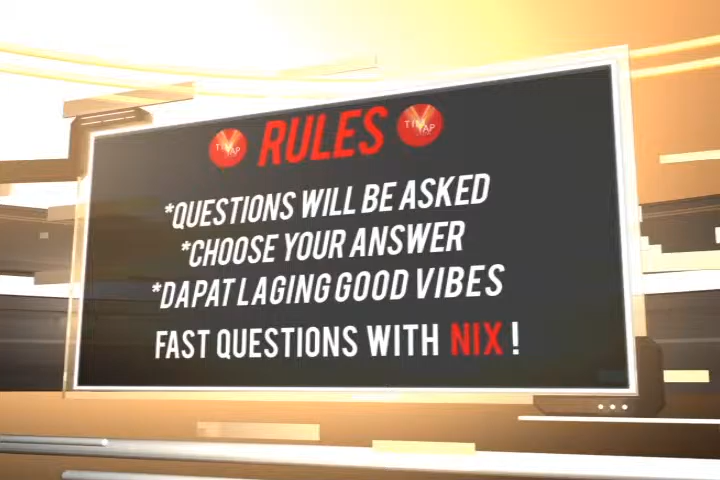 RULES
*QUESTIONS WILL BE ASKED
*CHOOSE YOUR ANSWER
*DAPAT LAGING GOOD VIBES
FAST QUESTIONS WITH NIX!